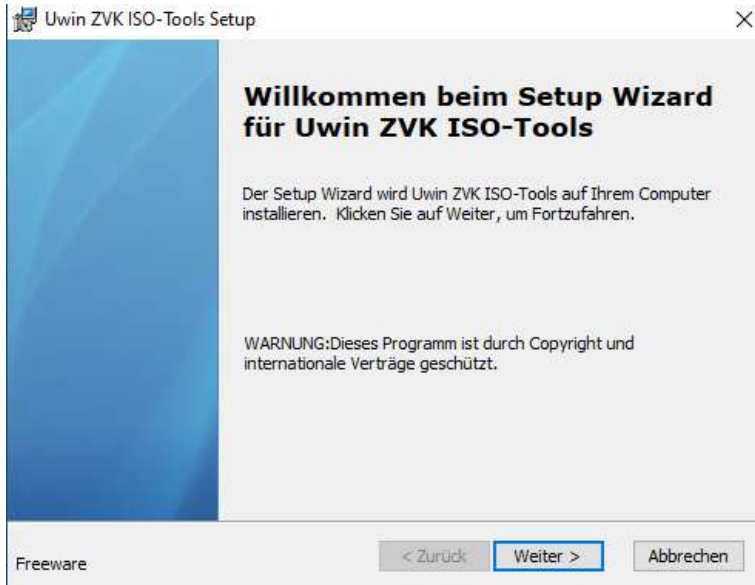 Uwin ZVK ISO-Tools Setup
Willkommen beim Setup Wizard
für Uwin ZVK ISO-Tools
Der Setup Wizard wird Uwin ZVK ISO-Tools auf Ihrem Computer
installieren. Klicken Sie auf Weiter, um Fortzufahren.
WARNUNG:Dieses Programm ist durch Copyright und
internationale Verträge geschützt.
Freeware
< Zurück
Weiter >
Abbrechen